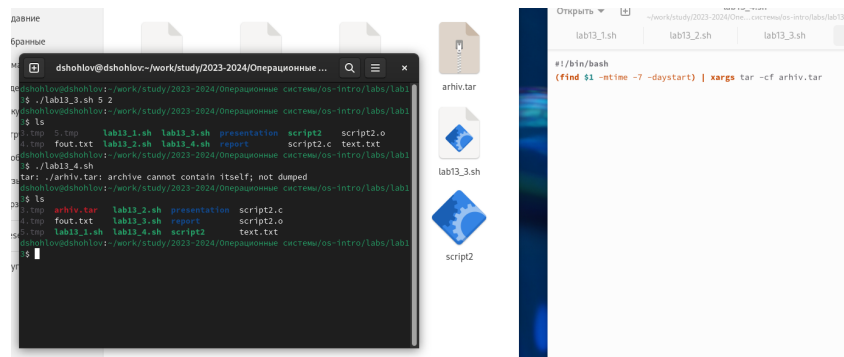 давние
бранные
dshohlov@dshohlov:~/work/study/2023-2024/Операционные ...
dshohlov@dshohlov:~/work/study/2023-2024/Операционные системы/os-intro/labs/lab1
3$ ./lab13_3.sh 5 2
dshohlov@dshohlov:~/work/study/2023-2024/Операционные системы/os-intro/labs/lab1
3$ ls
3.tmp 5.tmp lab13_1.sh lab13_3.sh presentation script2 script2.o
4.tmp fout.txt lab13_2.sh lab13_4.sh report script2.c text.txt
dshohlov@dshohlov:~/work/study/2023-2024/Операционные системы/os-intro/labs/lab1
3$ ./lab13_4.sh
tar: ./arhiv.tar: archive cannot contain itself; not dumped
dshohlov@dshohlov:~/work/study/2023-2024/Операционные системы/os-intro/labs/lab1
3$ ls
3.tmp arhiv.tar lab13_2.sh presentation script2.c
4.tmp fout.txt lab13_3.sh report script2.o
5.tmp lab13_1.sh lab13_4.sh script2 text.txt
dshohlov@dshohlov:~/work/study/2023-2024/Операционные системы/os-intro/labs/lab1
3$
arhiv.tar
lab13_3.sh
script2
Открыть
~/work/study/2023-2024/Опе...системы/os-intro/labs/lab13
lab13_1.sh lab13_2.sh lab13_3.sh
#!/bin/bash
(find $1 -mtime -7 -daystart) | xargs tar -cf arhiv.tar